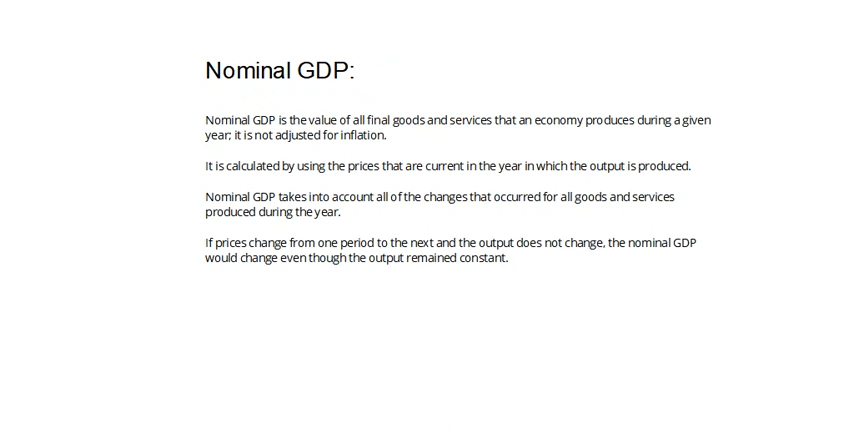 Nominal GDP:
Nominal GDP is the value of all final goods and services that an economy produces during a given
year; it is not adjusted for inflation.
It is calculated by using the prices that are current in the year in which the output is produced.
Nominal GDP takes into account all of the changes that occurred for all goods and services
produced during the year.
If prices change from one period to the next and the output does not change, the nominal GDP
would change even though the output remained constant.